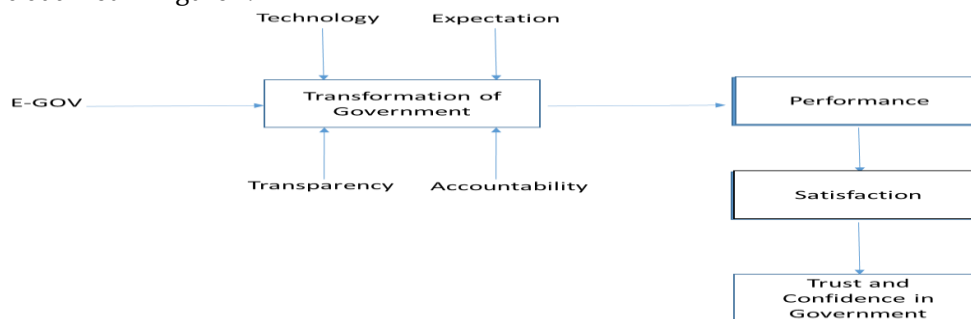 Technology Expectation
E-GOV
Transformation of
Government
Performance
Transparency Accountability
Satisfaction
Trust and
Confidence in
Government